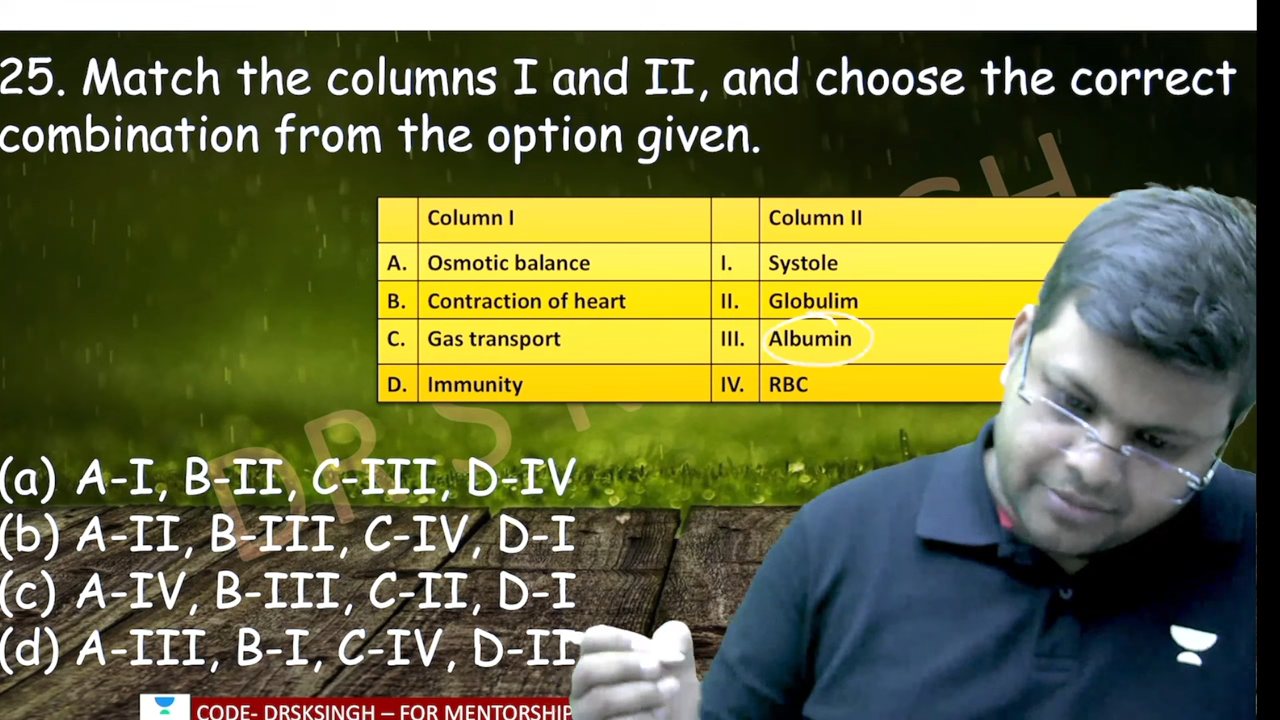 25. Match the columns I and II, and choose the correct
combination from the option given.
Column I Column II
A. Osmotic balance I. Systole
B. Contraction of heart II. Globulim
C. Gas transport III. Albumin
D. Immunity IV. RBC
(a) A-I, B-II, C-III, D-IV
(b) A-II, B-III, C-IV, D-I
(c) A-IV, B-III, C-II, D-I
(d) A-III, B-I, C-IV, D-II
CODE- DRSKSINGH – FOR MENTORSHIP